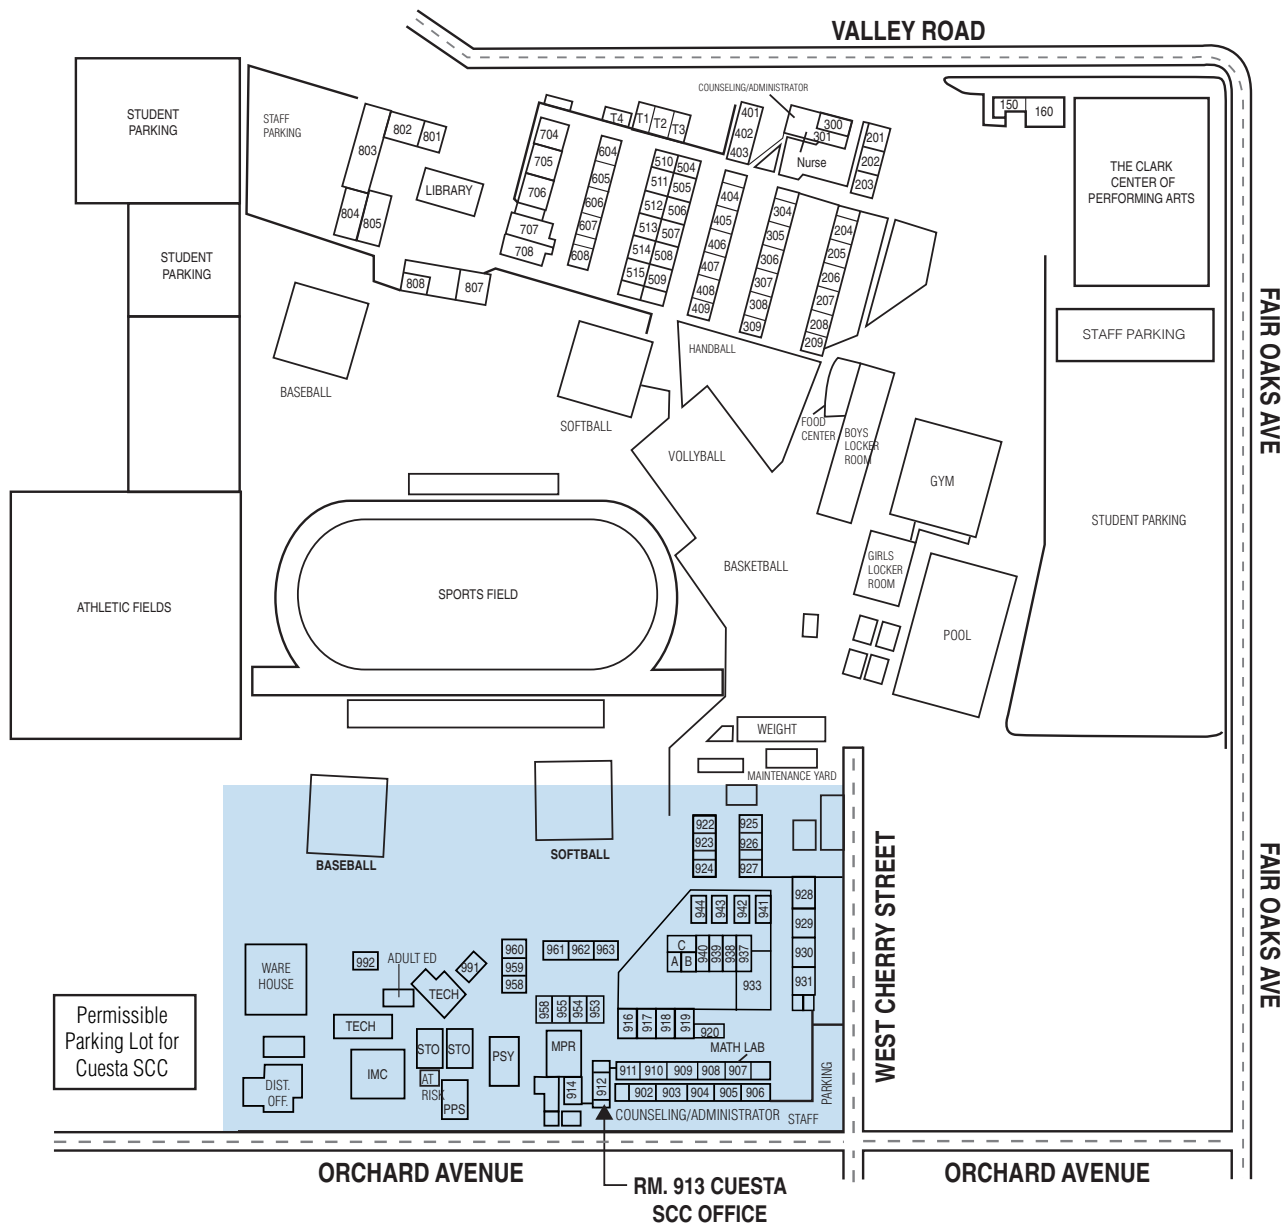 VALLEY ROAD
COUNSELING/ADMINISTRATOR
STUDENT
PARKING
STAFF
PARKING
802
801
803
804
805
LIBRARY
808
807
704
705
706
707
708
T4
T1
T2
T3
604
605
606
607
608
510
504
511
505
512
506
513
507
514
508
515
509
401
402
403
404
405
406
407
408
409
300
301
Nurse
304
305
306
307
308
309
201
202
203
204
205
206
207
208
209
150
160
THE CLARK
CENTER OF
PERFORMING ARTS
STUDENT
PARKING
STAFF PARKING
FAIR OAKS AVE
BASEBALL
SOFTBALL
HANDBALL
VOLLYBALL
FOOD
CENTER
BOYS
LOCKER
ROOM
GYM
STUDENT PARKING
BASKETBALL
GIRLS
LOCKER
ROOM
POOL
ATHLETIC FIELDS
SPORTS FIELD
WEIGHT
MAINTENANCE YARD
BASEBALL
SOFTBALL
922
923
924
925
926
927
928
929
930
931
WEST CHERRY STREET
FAIR OAKS AVE
944
943
942
941
C
A
B
940
939
938
937
933
WARE
HOUSE
992
ADULT ED
991
TECH
960
959
958
961
962
963
958
955
954
953
916
917
918
919
920
Permissible
Parking Lot for
Cuesta SCC
TECH
STO
STO
PSY
MPR
MATH LAB
911
910
909
908
907
IMC
DIST.
OFF.
AT
RISK
PPS
914
912
902
903
904
905
906
COUNSELING/ADMINISTRATOR
STAFF
PARKING
ORCHARD AVENUE
ORCHARD AVENUE
RM. 913 CUESTA
SCC OFFICE